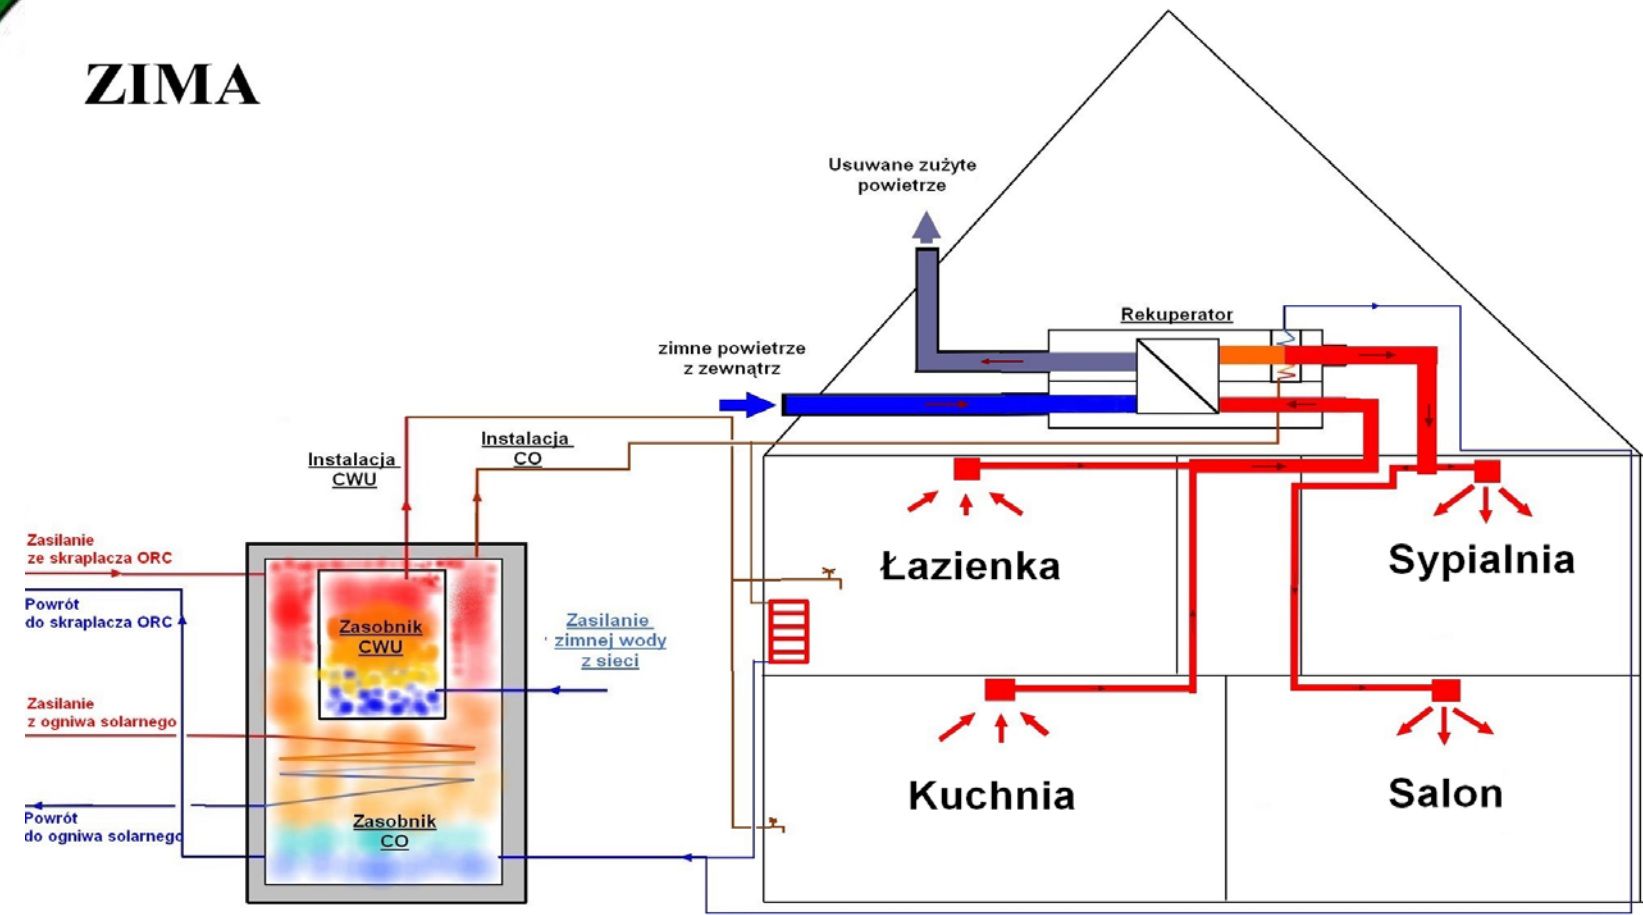 ZIMA
Usuwane zużyte
powietrze
Rekuperator
zimne powietrze
z zewnątrz
Instalacja
CO
Instalacja
CWU
Łazienka
Sypialnia
Zasilanie
ze skraplacza ORC
Powrót
do skraplacza ORC
Zasobnik
CWU
Zasilanie
zimnej wody
z sieci
Zasilanie
z ogniwa solarnego
Kuchnia
Salon
Powrót
do ogniwa solarnego
Zasobnik
CO